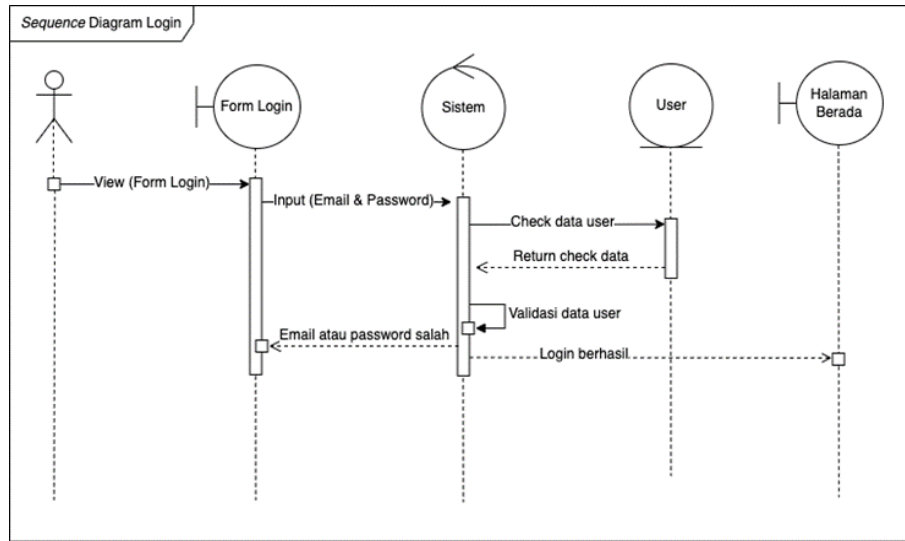 Sequence Diagram Login
Form Login
Sistem
User
Halaman
Berada
View (Form Login)
Input (Email & Password)
Check data user
Return check data
Validasi data user
Email atau password salah
Login berhasil